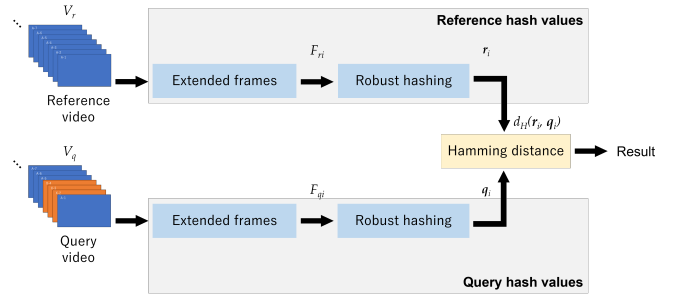 V_r
Reference hash values
F_ri
r_i
Extended frames
Robust hashing
Reference
video
d_H(r_i, q_i)
Hamming distance
Result
V_q
F_qi
q_i
Extended frames
Robust hashing
Query
video
Query hash values